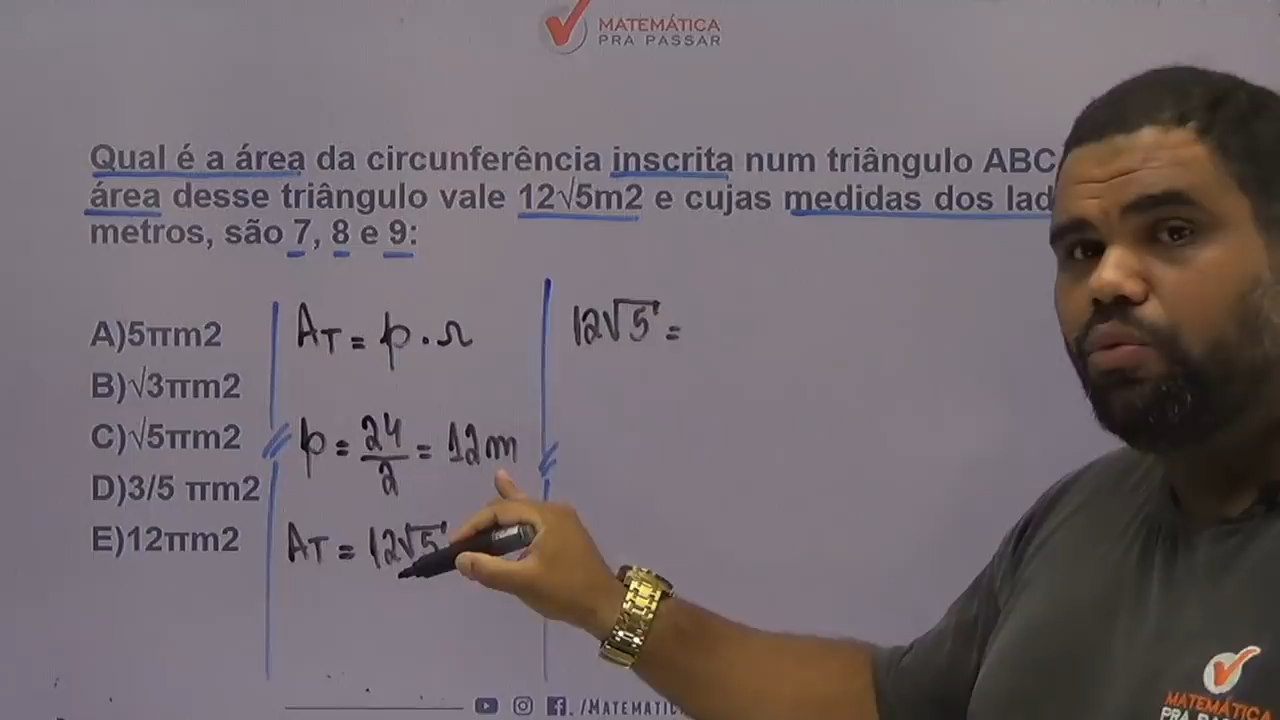 MATEMÁTICA
PRA PASSAR
Qual é a área da circunferência inscrita num triângulo ABC
área desse triângulo vale 12√5m2 e cujas medidas dos lad
metros, são 7, 8 e 9:
A)5πm2
B)√3πm2
C)√5πm2
D)3/5 πm2
E)12πm2
AT = p . r
p = 24/2 = 12m
AT = 12√5
12√5 =
/MATEMÁTIC
MATEMÁTICA
PRA PASSAR